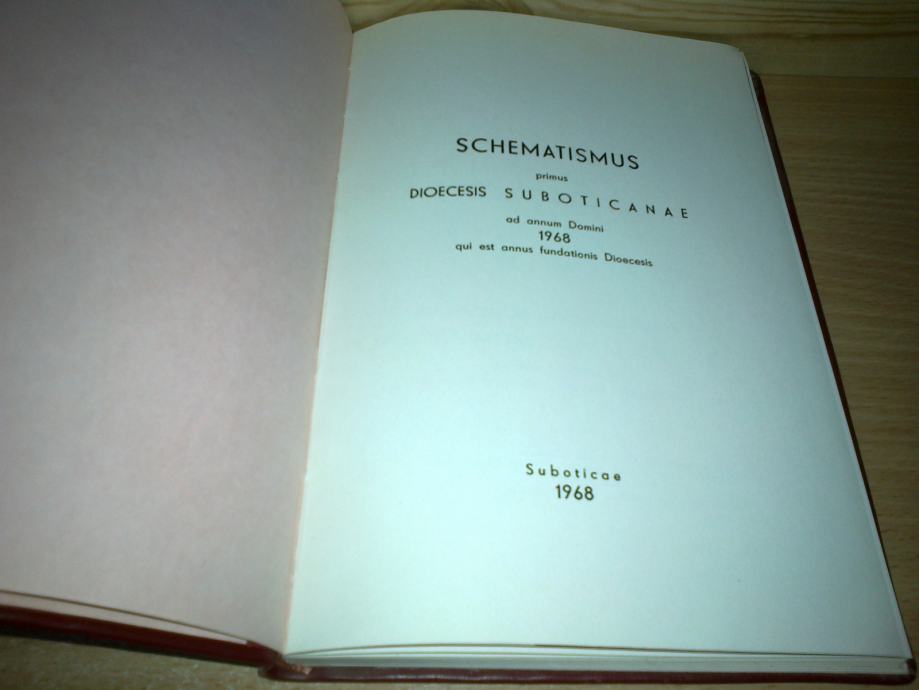 SCHEMATISMUS
primus
DIOECESIS SUBOTICANAE
ad annum Domini
1968
qui est annus fundationis Dioecesis
Suboticae
1968